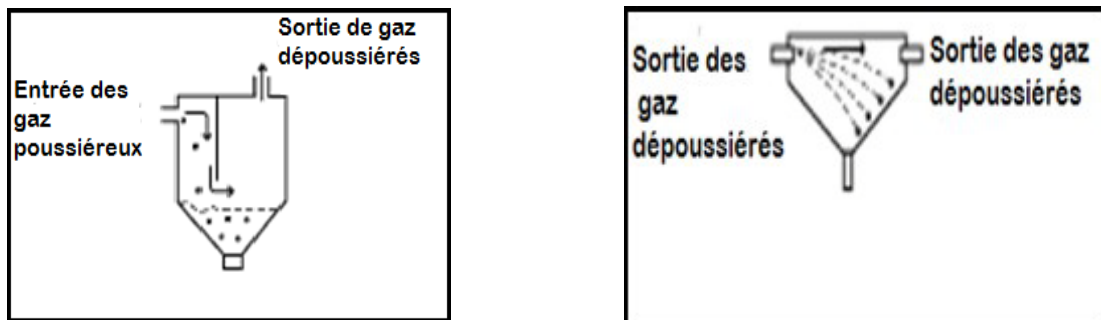 Sortie de gaz
dépoussiérés
Entrée des
gaz
poussiéreux
Sortie des
gaz
dépoussiérés
Sortie des gaz
dépoussiérés